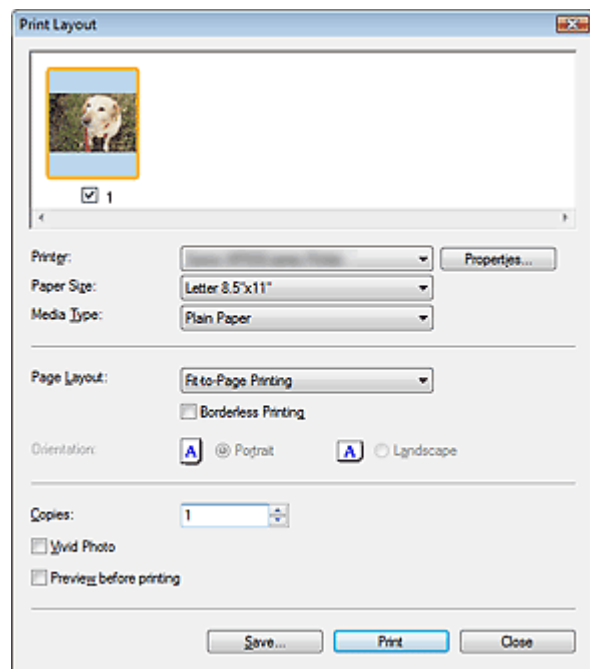 Print Layout
1
Printer:
Properties...
Paper Size: Letter 8.5"x11"
Media Type: Plain Paper
Page Layout: Fit-to-Page Printing
Borderless Printing
Orientation: A Portrait A Landscape
Copies: 1
Vivid Photo
Preview before printing
Save... Print Close